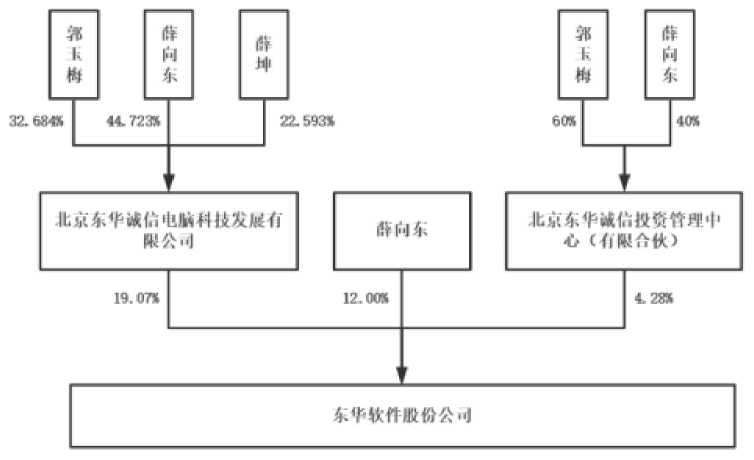 郭玉梅
薛向东
薛坤
郭玉梅
薛向东
32.684%
44.723%
22.593%
60%
40%
北京东华诚信电脑科技发展有
限公司
薛向东
北京东华诚信投资管理中
心（有限合伙）
19.07%
12.00%
4.28%
东华软件股份公司